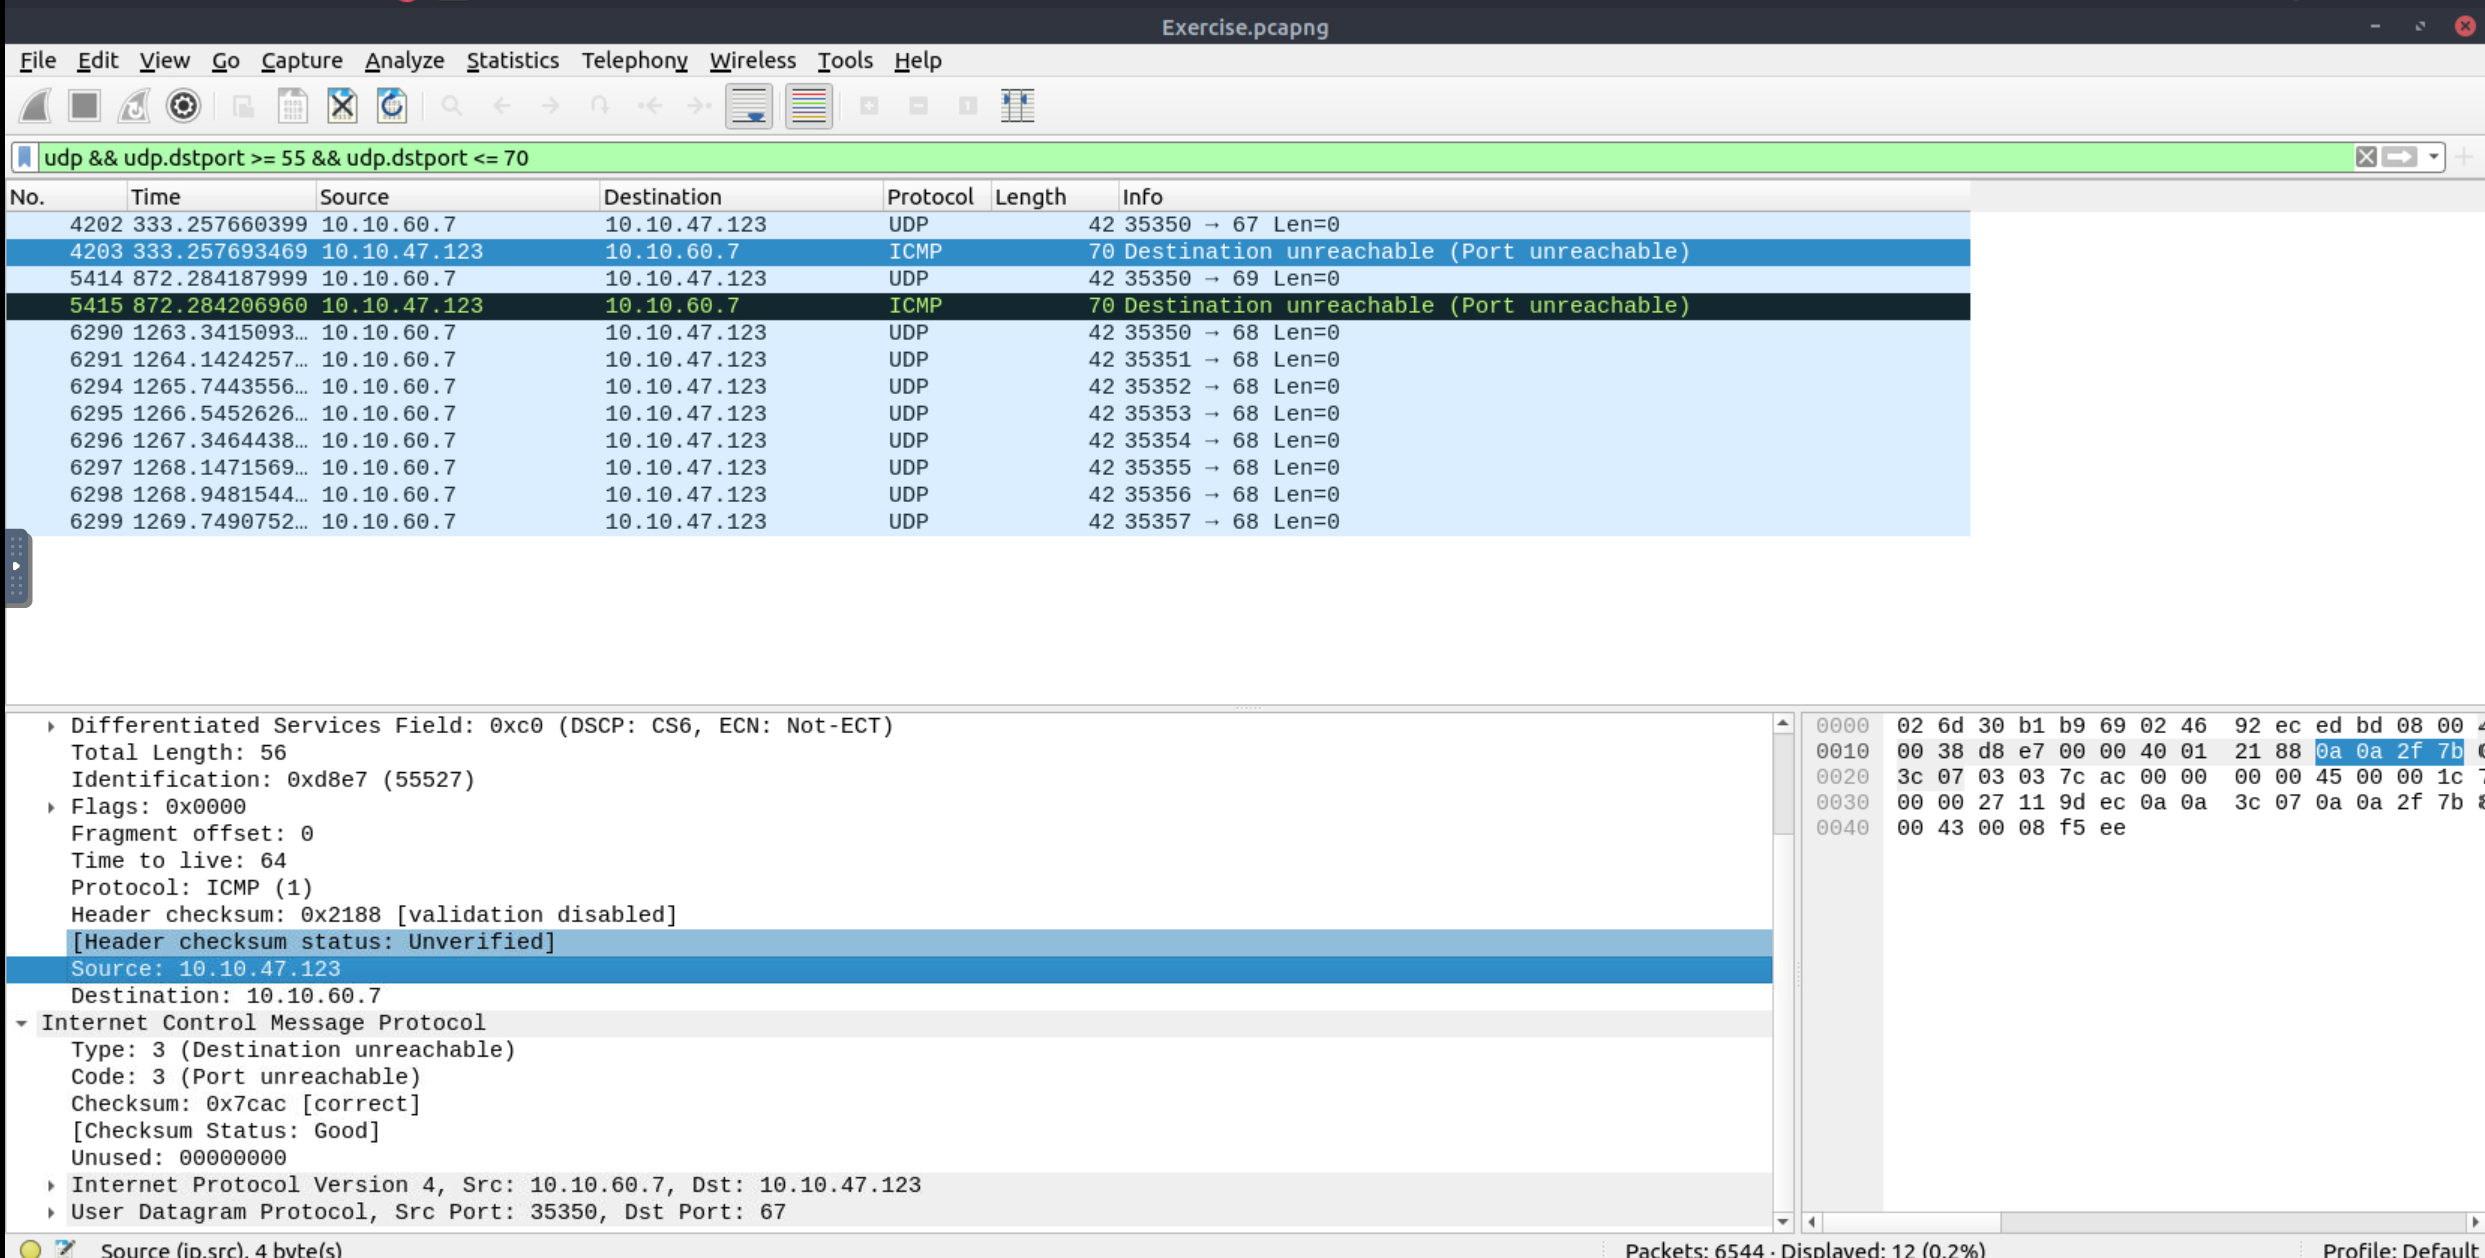 Exercise.pcapng
File Edit View Go Capture Analyze Statistics Telephony Wireless Tools Help
udp && udp.dstport >= 55 && udp.dstport <= 70
No. Time Source Destination Protocol Length Info
4202 333.257660399 10.10.60.7 10.10.47.123 UDP 42 35350 → 67 Len=0
4203 333.257693469 10.10.47.123 10.10.60.7 ICMP 70 Destination unreachable (Port unreachable)
5414 872.284187999 10.10.60.7 10.10.47.123 UDP 42 35350 → 69 Len=0
5415 872.284206960 10.10.47.123 10.10.60.7 ICMP 70 Destination unreachable (Port unreachable)
6290 1263.3415093… 10.10.60.7 10.10.47.123 UDP 42 35350 → 68 Len=0
6291 1264.1424257… 10.10.60.7 10.10.47.123 UDP 42 35351 → 68 Len=0
6294 1265.7443556… 10.10.60.7 10.10.47.123 UDP 42 35352 → 68 Len=0
6295 1266.5452626… 10.10.60.7 10.10.47.123 UDP 42 35353 → 68 Len=0
6296 1267.3464438… 10.10.60.7 10.10.47.123 UDP 42 35354 → 68 Len=0
6297 1268.1471569… 10.10.60.7 10.10.47.123 UDP 42 35355 → 68 Len=0
6298 1268.9481544… 10.10.60.7 10.10.47.123 UDP 42 35356 → 68 Len=0
6299 1269.7490752… 10.10.60.7 10.10.47.123 UDP 42 35357 → 68 Len=0
Differentiated Services Field: 0xc0 (DSCP: CS6, ECN: Not-ECT)
Total Length: 56
Identification: 0xd8e7 (55527)
Flags: 0x0000
Fragment offset: 0
Time to live: 64
Protocol: ICMP (1)
Header checksum: 0x2188 [validation disabled]
[Header checksum status: Unverified]
Source: 10.10.47.123
Destination: 10.10.60.7
Internet Control Message Protocol
Type: 3 (Destination unreachable)
Code: 3 (Port unreachable)
Checksum: 0x7cac [correct]
[Checksum Status: Good]
Unused: 00000000
Internet Protocol Version 4, Src: 10.10.60.7, Dst: 10.10.47.123
User Datagram Protocol, Src Port: 35350, Dst Port: 67
0000 02 6d 30 b1 b9 69 02 46 92 ec ed bd 08 00
0010 00 38 d8 e7 00 00 40 01 21 88 0a 0a 2f 7b
0020 3c 07 03 03 7c ac 00 00 00 00 45 00 00 1c
0030 00 00 27 11 9d ec 0a 0a 3c 07 0a 0a 2f 7b
0040 00 43 00 08 f5 ee
Source (ip.src), 4 byte(s)
Packets: 6544 · Displayed: 12 (0.2%)
Profile: Default